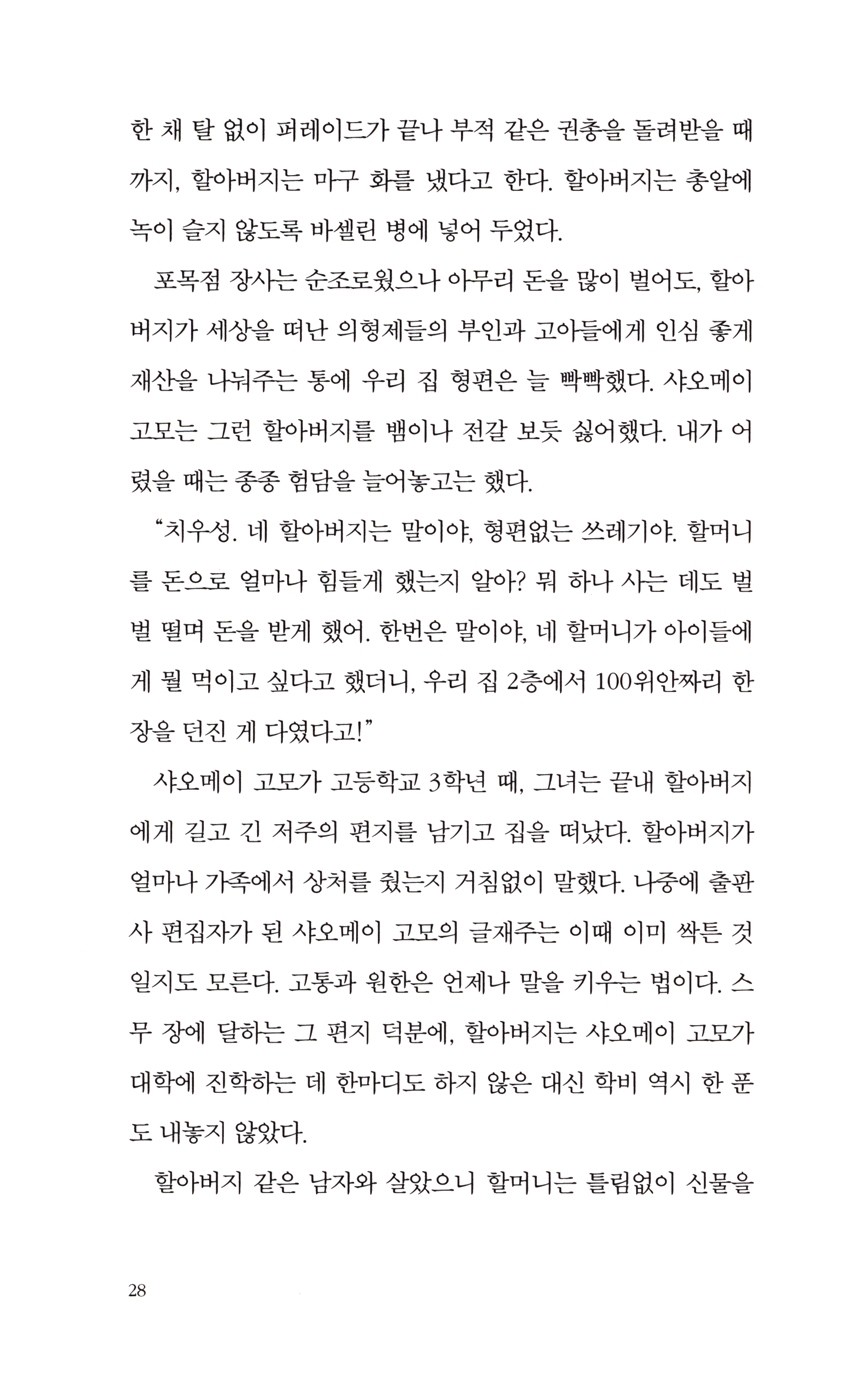 한 채 탈 없이 퍼레이드가 끝나 부적 같은 권총을 돌려받을 때
까지, 할아버지는 마구 화를 냈다고 한다. 할아버지는 총알에
녹이 슬지 않도록 바셀린 병에 넣어 두었다.
포목점 장사는 순조로웠으나 아무리 돈을 많이 벌어도, 할아
버지가 세상을 떠난 의형제들의 부인과 고아들에게 인심 좋게
재산을 나눠주는 통에 우리 집 형편은 늘 빡빡했다. 샤오메이
고모는 그런 할아버지를 뱀이나 전갈 보듯 싫어했다. 내가 어
렸을 때는 종종 험담을 늘어놓고는 했다.
“치우성. 네 할아버지는 말이야, 형편없는 쓰레기야. 할머니
를 돈으로 얼마나 힘들게 했는지 알아? 뭐 하나 사는 데도 벌
벌 떨며 돈을 받게 했어. 한번은 말이야, 네 할머니가 아이들에
게 뭘 먹이고 싶다고 했더니, 우리 집 2층에서 100위안짜리 한
장을 던진 게 다였다고!”
샤오메이 고모가 고등학교 3학년 때, 그녀는 끝내 할아버지
에게 길고 긴 저주의 편지를 남기고 집을 떠났다. 할아버지가
얼마나 가족에서 상처를 줬는지 거침없이 말했다. 나중에 출판
사 편집자가 된 샤오메이 고모의 글재주는 이때 이미 싹튼 것
일지도 모른다. 고통과 원한은 언제나 말을 키우는 법이다. 스
무 장에 달하는 그 편지 덕분에, 할아버지는 샤오메이 고모가
대학에 진학하는 데 한마디도 하지 않은 대신 학비 역시 한 푼
도 내놓지 않았다.
할아버지 같은 남자와 살았으니 할머니는 틀림없이 신물을
28